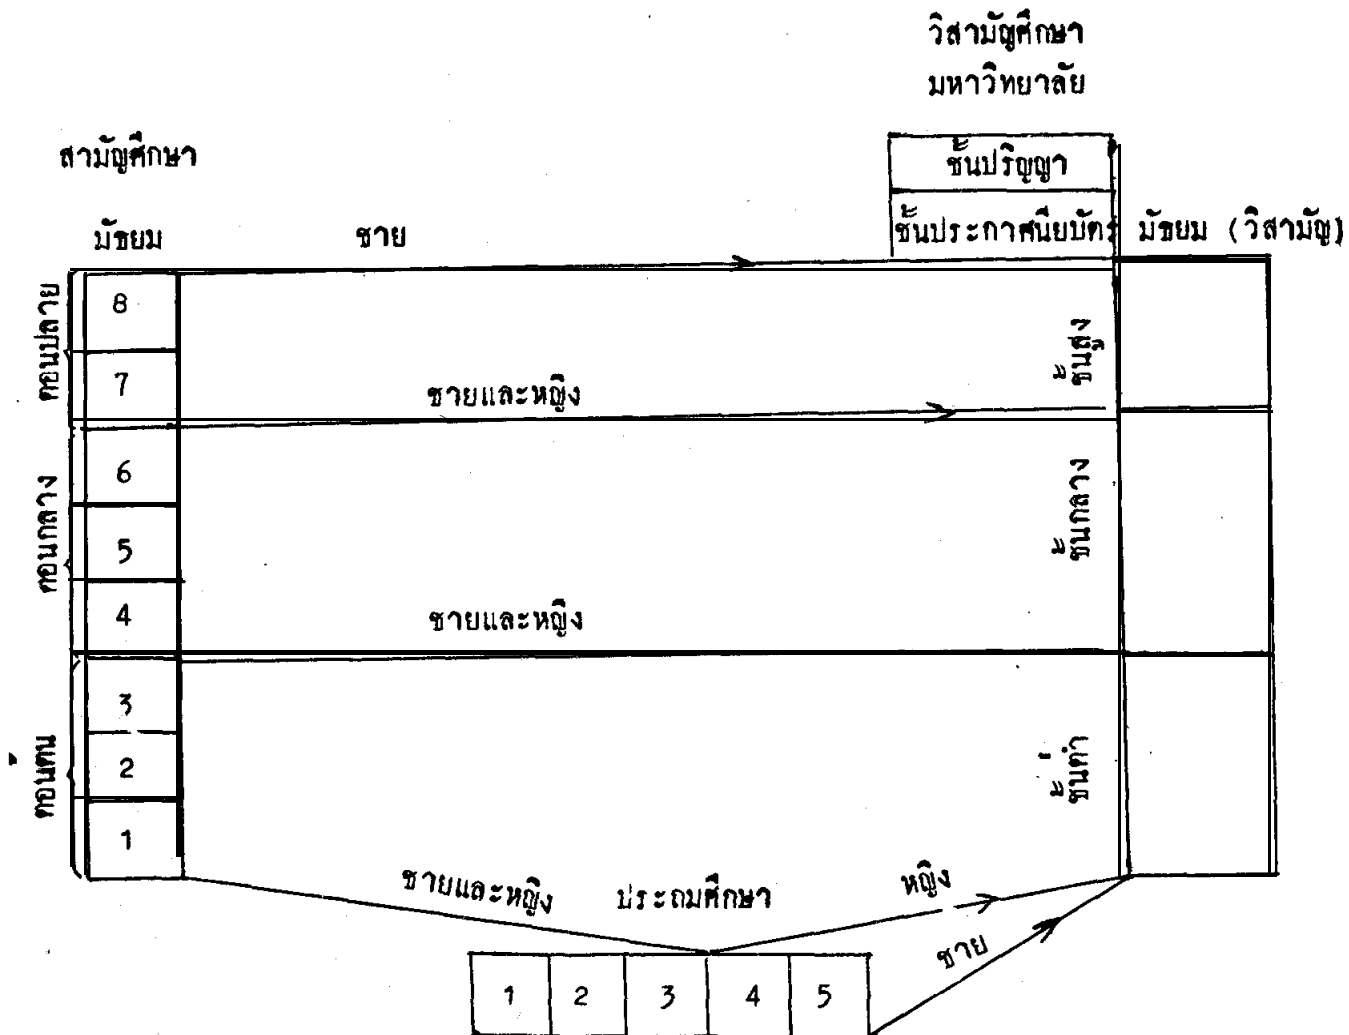 วิสามัญศึกษา
มหาวิทยาลัย
สามัญศึกษา
ชั้นปริญญา
มัธยม
ชาย
ชั้นประกาศนียบัตร
มัธยม (วิสามัญ)
ตอนปลาย
8
7
ชายและหญิง
ชั้นสูง
ตอนกลาง
6
5
4
ชายและหญิง
ชั้นกลาง
ตอนต้น
3
2
1
ชั้นต่ำ
ชายและหญิง
ประถมศึกษา
หญิง
ชาย
1 2 3 4 5